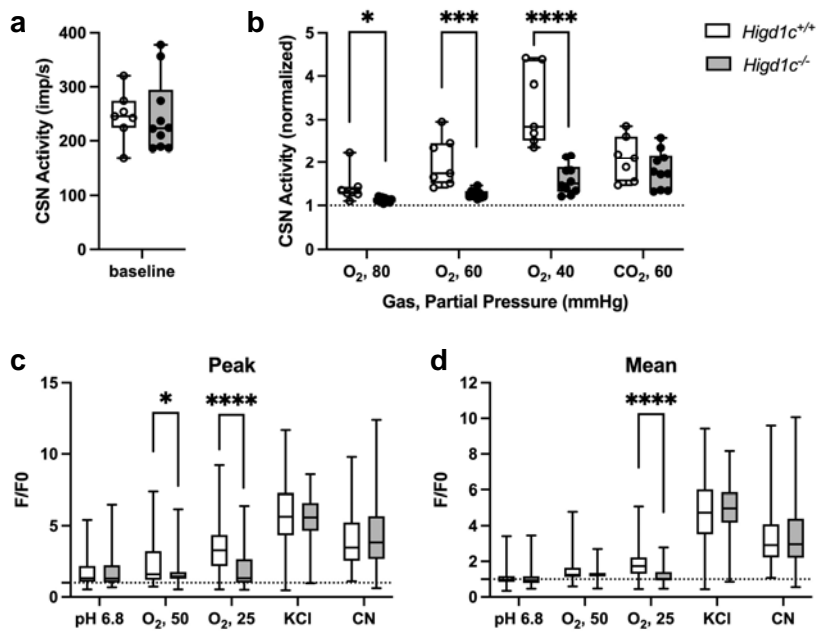 a
CSN Activity (imp/s)
400
300
200
100
0
baseline
b
CSN Activity (normalized)
5
4
3
2
1
0
*
***
****
O₂, 80
O₂, 60
O₂, 40
CO₂, 60
Gas, Partial Pressure (mmHg)
Higd1c⁺/⁺
Higd1c⁻/⁻
c
Peak
F/F0
15
10
5
0
*
****
pH 6.8
O₂, 50
O₂, 25
KCl
CN
d
Mean
F/F0
12
10
8
6
4
2
0
****
pH 6.8
O₂, 50
O₂, 25
KCl
CN